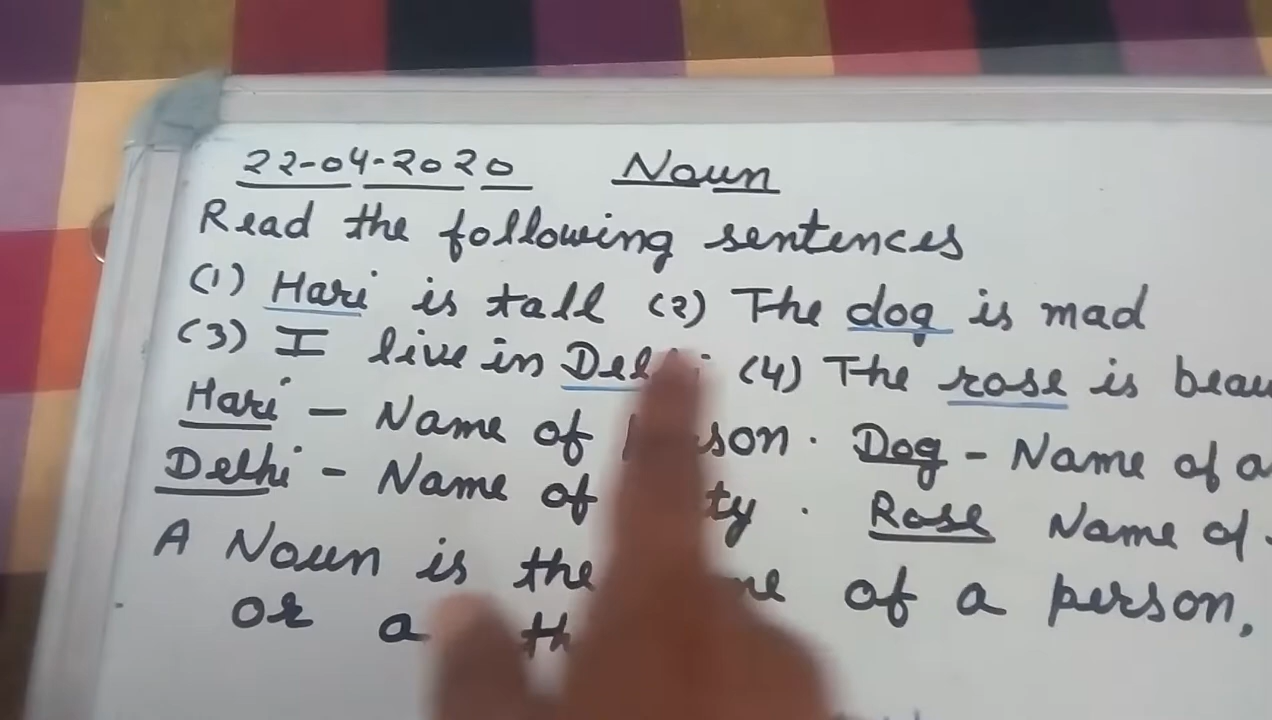 22-04-2020 Noun
Read the following sentences
(1) Hari is tall (2) The dog is mad
(3) I live in Delhi (4) The rose is
Hari - Name of person. Dog - Name of a
Delhi - Name of . Rose Name of
A Noun is the of a person,
or a